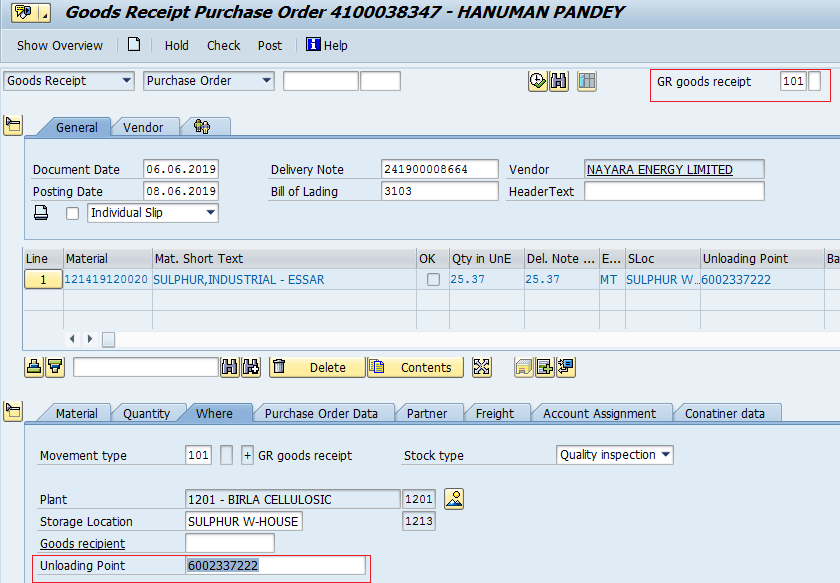 Goods Receipt Purchase Order 4100038347 - HANUMAN PANDEY
Show Overview Hold Check Post Help
Goods Receipt Purchase Order GR goods receipt 101
General Vendor
Document Date 06.06.2019 Delivery Note 241900008664 Vendor NAYARA ENERGY LIMITED
Posting Date 08.06.2019 Bill of Lading 3103 HeaderText
Individual Slip
Line Material Mat. Short Text OK Qty in UnE Del. Note ... E... SLoc Unloading Point Ba
1 121419120020 SULPHUR,INDUSTRIAL - ESSAR 25.37 25.37 MT SULPHUR W... 6002337222
Delete Contents
Material Quantity Where Purchase Order Data Partner Freight Account Assignment Conatiner data
Movement type 101 + GR goods receipt Stock type Quality inspection
Plant 1201 - BIRLA CELLULOSIC 1201
Storage Location SULPHUR W-HOUSE 1213
Goods recipient
Unloading Point 6002337222